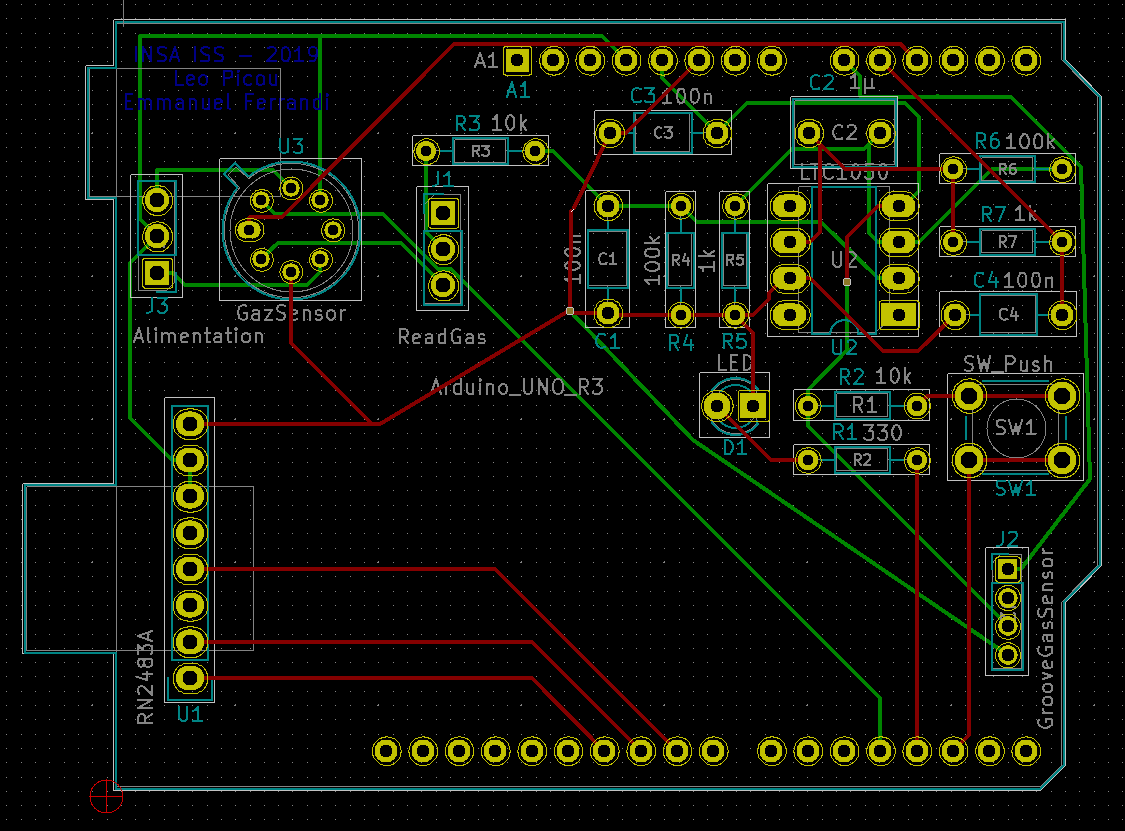 INSA ISS - 2019
Leo Picou
Emmanuel Ferrandi
A1
A1
C2 1µ
C3 100n
C3
C2
R3 10k
R3
U3
J1
LTC1050
R6 100k
R6
R7 1k
R7
100n
C1
100k
R4
1k
R5
U2
C4 100n
C4
J3
GazSensor
Alimentation
ReadGas
C1
R4
R5
U2
LED
SW_Push
Arduino_UNO_R3
R2 10k
R1
SW1
D1
R1 330
R2
SW1
J2
GrooveGasSensor
RN2483A
U1